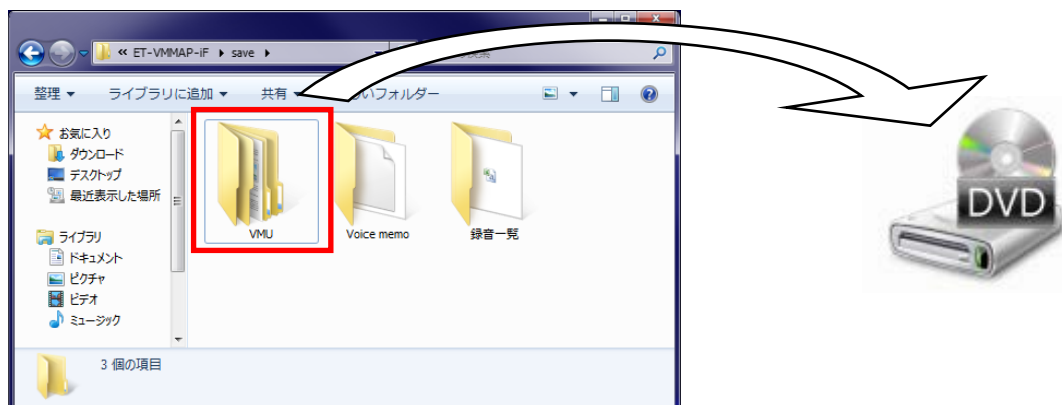 « ET-VMMAP-iF ▸ save ▸
整理 ▼ ライブラリに追加 ▼ 共有 ▼ いフォルダー
お気に入り
ダウンロード
デスクトップ
最近表示した場所
ライブラリ
ドキュメント
ピクチャ
ビデオ
ミュージック
VMU
Voice memo
録音一覧
3 個の項目
DVD